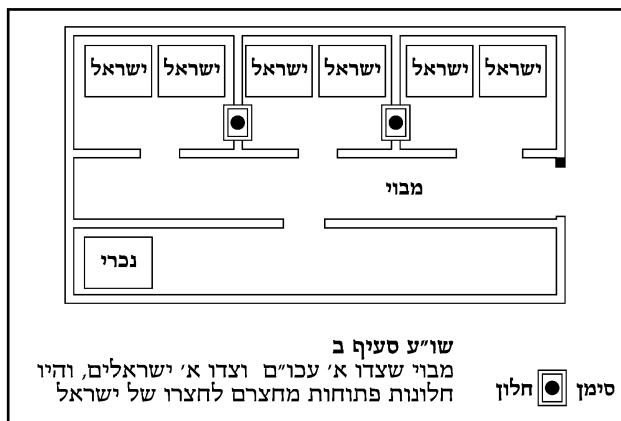 ישראל ישראל ישראל ישראל ישראל ישראל
מבוי
נכרי
שו״ע סעיף ב
מבוי שצדו א׳ עכו״ם וצדו א׳ ישראלים, והיו
חלונות פתוחות מחצרם לחצרו של ישראל
סימן חלון